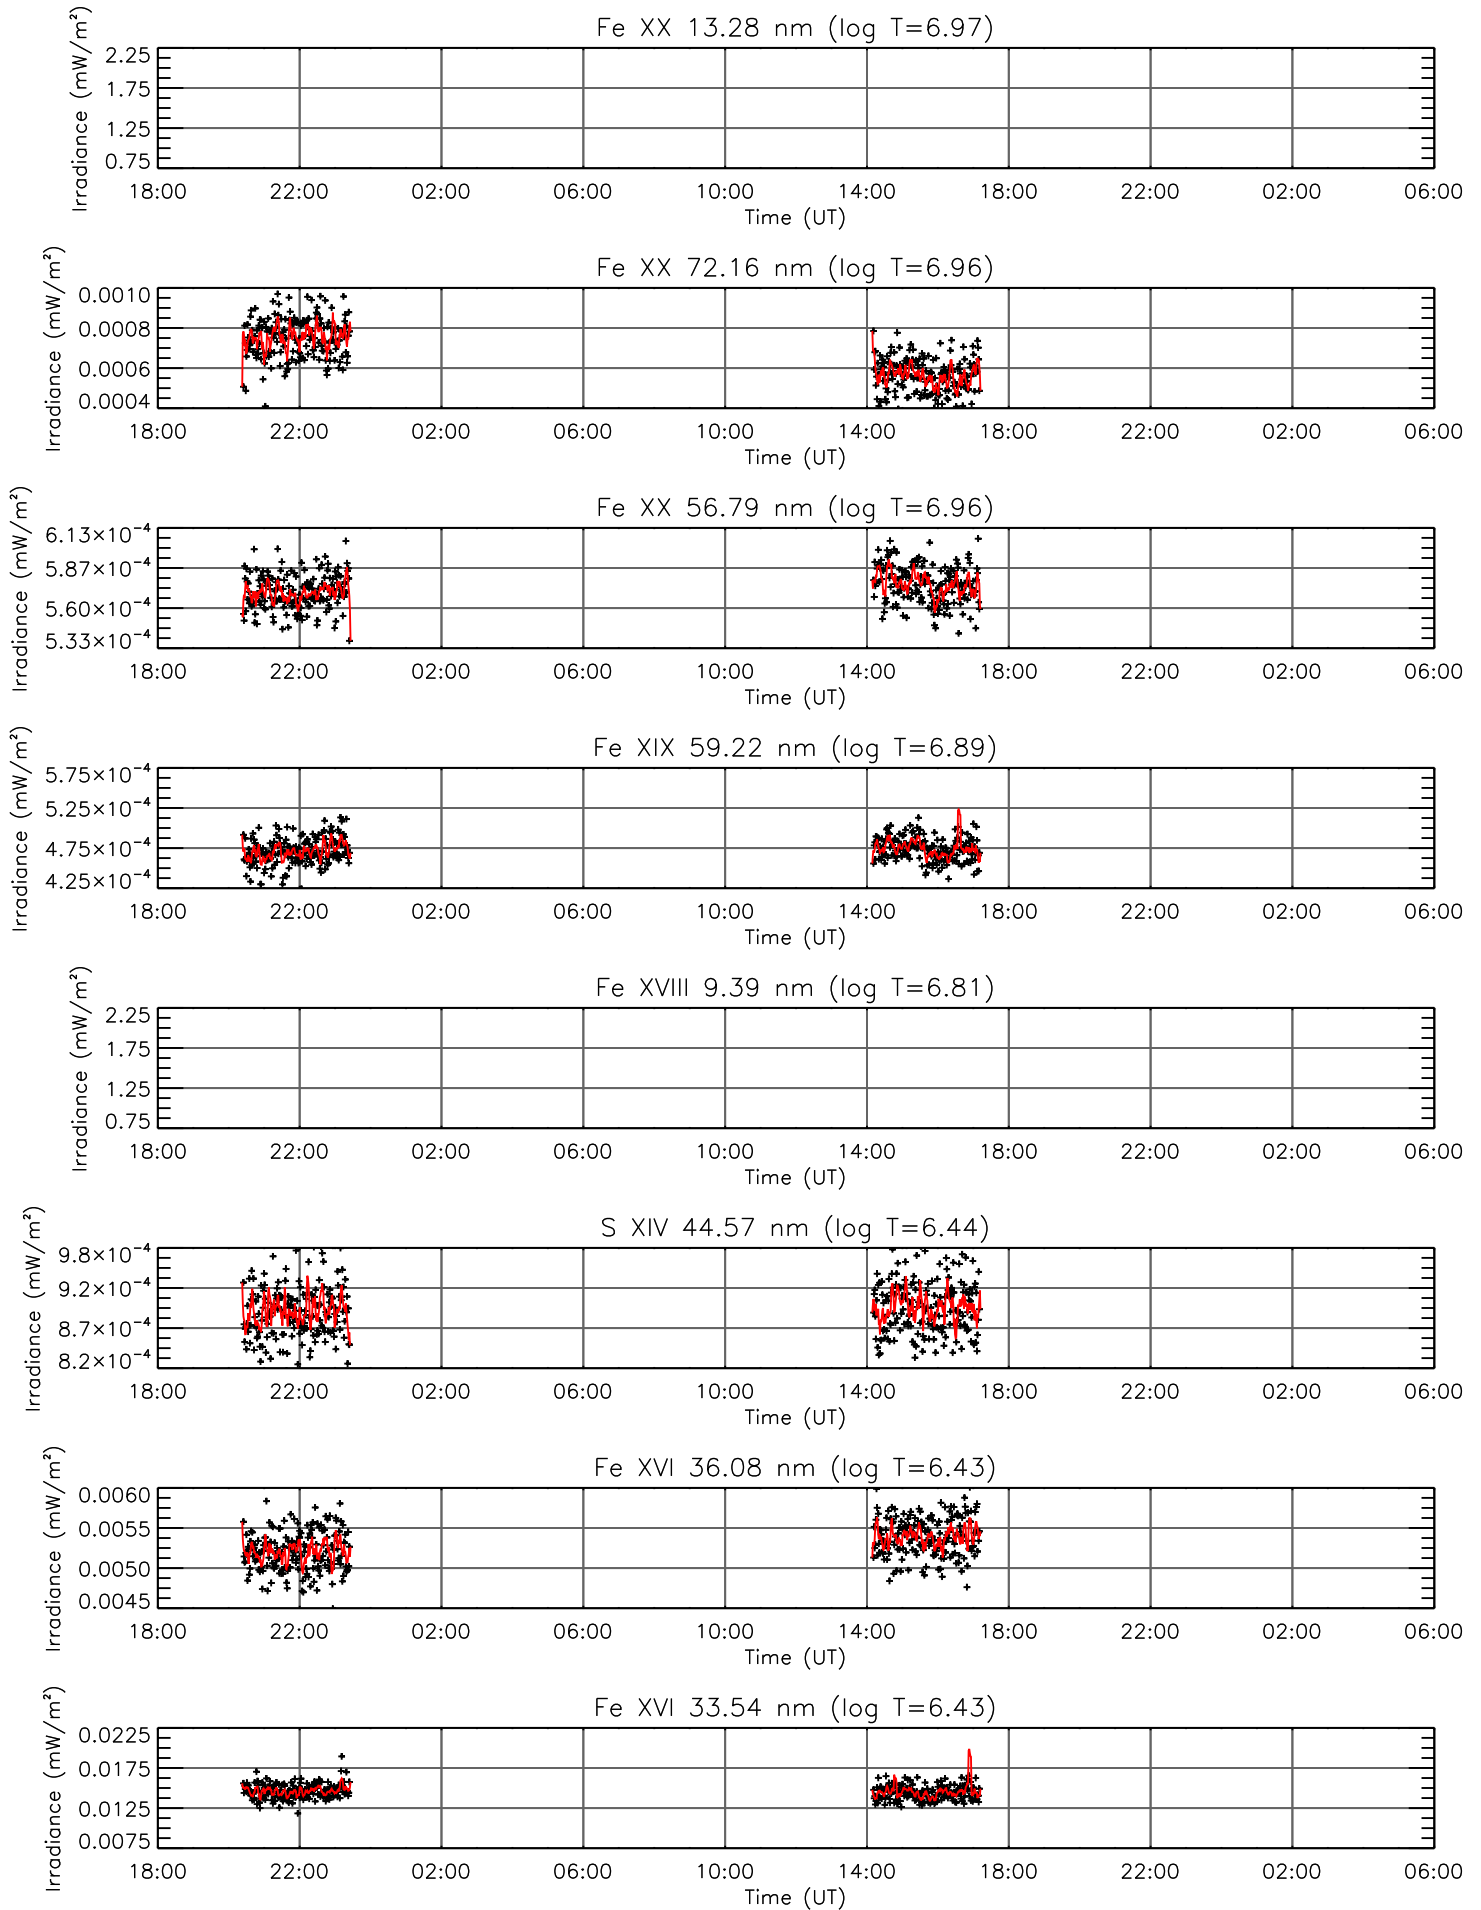 Fe XX 13.28 nm (log T=6.97)
Irradiance (mW/m²)
2.25
1.75
1.25
0.75
18:00 22:00 02:00 06:00 10:00 14:00 18:00 22:00 02:00 06:00
Time (UT)
Fe XX 72.16 nm (log T=6.96)
Irradiance (mW/m²)
0.0010
0.0008
0.0006
0.0004
18:00 22:00 02:00 06:00 10:00 14:00 18:00 22:00 02:00 06:00
Time (UT)
Fe XX 56.79 nm (log T=6.96)
Irradiance (mW/m²)
6.13×10⁻⁴
5.87×10⁻⁴
5.60×10⁻⁴
5.33×10⁻⁴
18:00 22:00 02:00 06:00 10:00 14:00 18:00 22:00 02:00 06:00
Time (UT)
Fe XIX 59.22 nm (log T=6.89)
Irradiance (mW/m²)
5.75×10⁻⁴
5.25×10⁻⁴
4.75×10⁻⁴
4.25×10⁻⁴
18:00 22:00 02:00 06:00 10:00 14:00 18:00 22:00 02:00 06:00
Time (UT)
Fe XVIII 9.39 nm (log T=6.81)
Irradiance (mW/m²)
2.25
1.75
1.25
0.75
18:00 22:00 02:00 06:00 10:00 14:00 18:00 22:00 02:00 06:00
Time (UT)
S XIV 44.57 nm (log T=6.44)
Irradiance (mW/m²)
9.8×10⁻⁴
9.2×10⁻⁴
8.7×10⁻⁴
8.2×10⁻⁴
18:00 22:00 02:00 06:00 10:00 14:00 18:00 22:00 02:00 06:00
Time (UT)
Fe XVI 36.08 nm (log T=6.43)
Irradiance (mW/m²)
0.0060
0.0055
0.0050
0.0045
18:00 22:00 02:00 06:00 10:00 14:00 18:00 22:00 02:00 06:00
Time (UT)
Fe XVI 33.54 nm (log T=6.43)
Irradiance (mW/m²)
0.0225
0.0175
0.0125
0.0075
18:00 22:00 02:00 06:00 10:00 14:00 18:00 22:00 02:00 06:00
Time (UT)